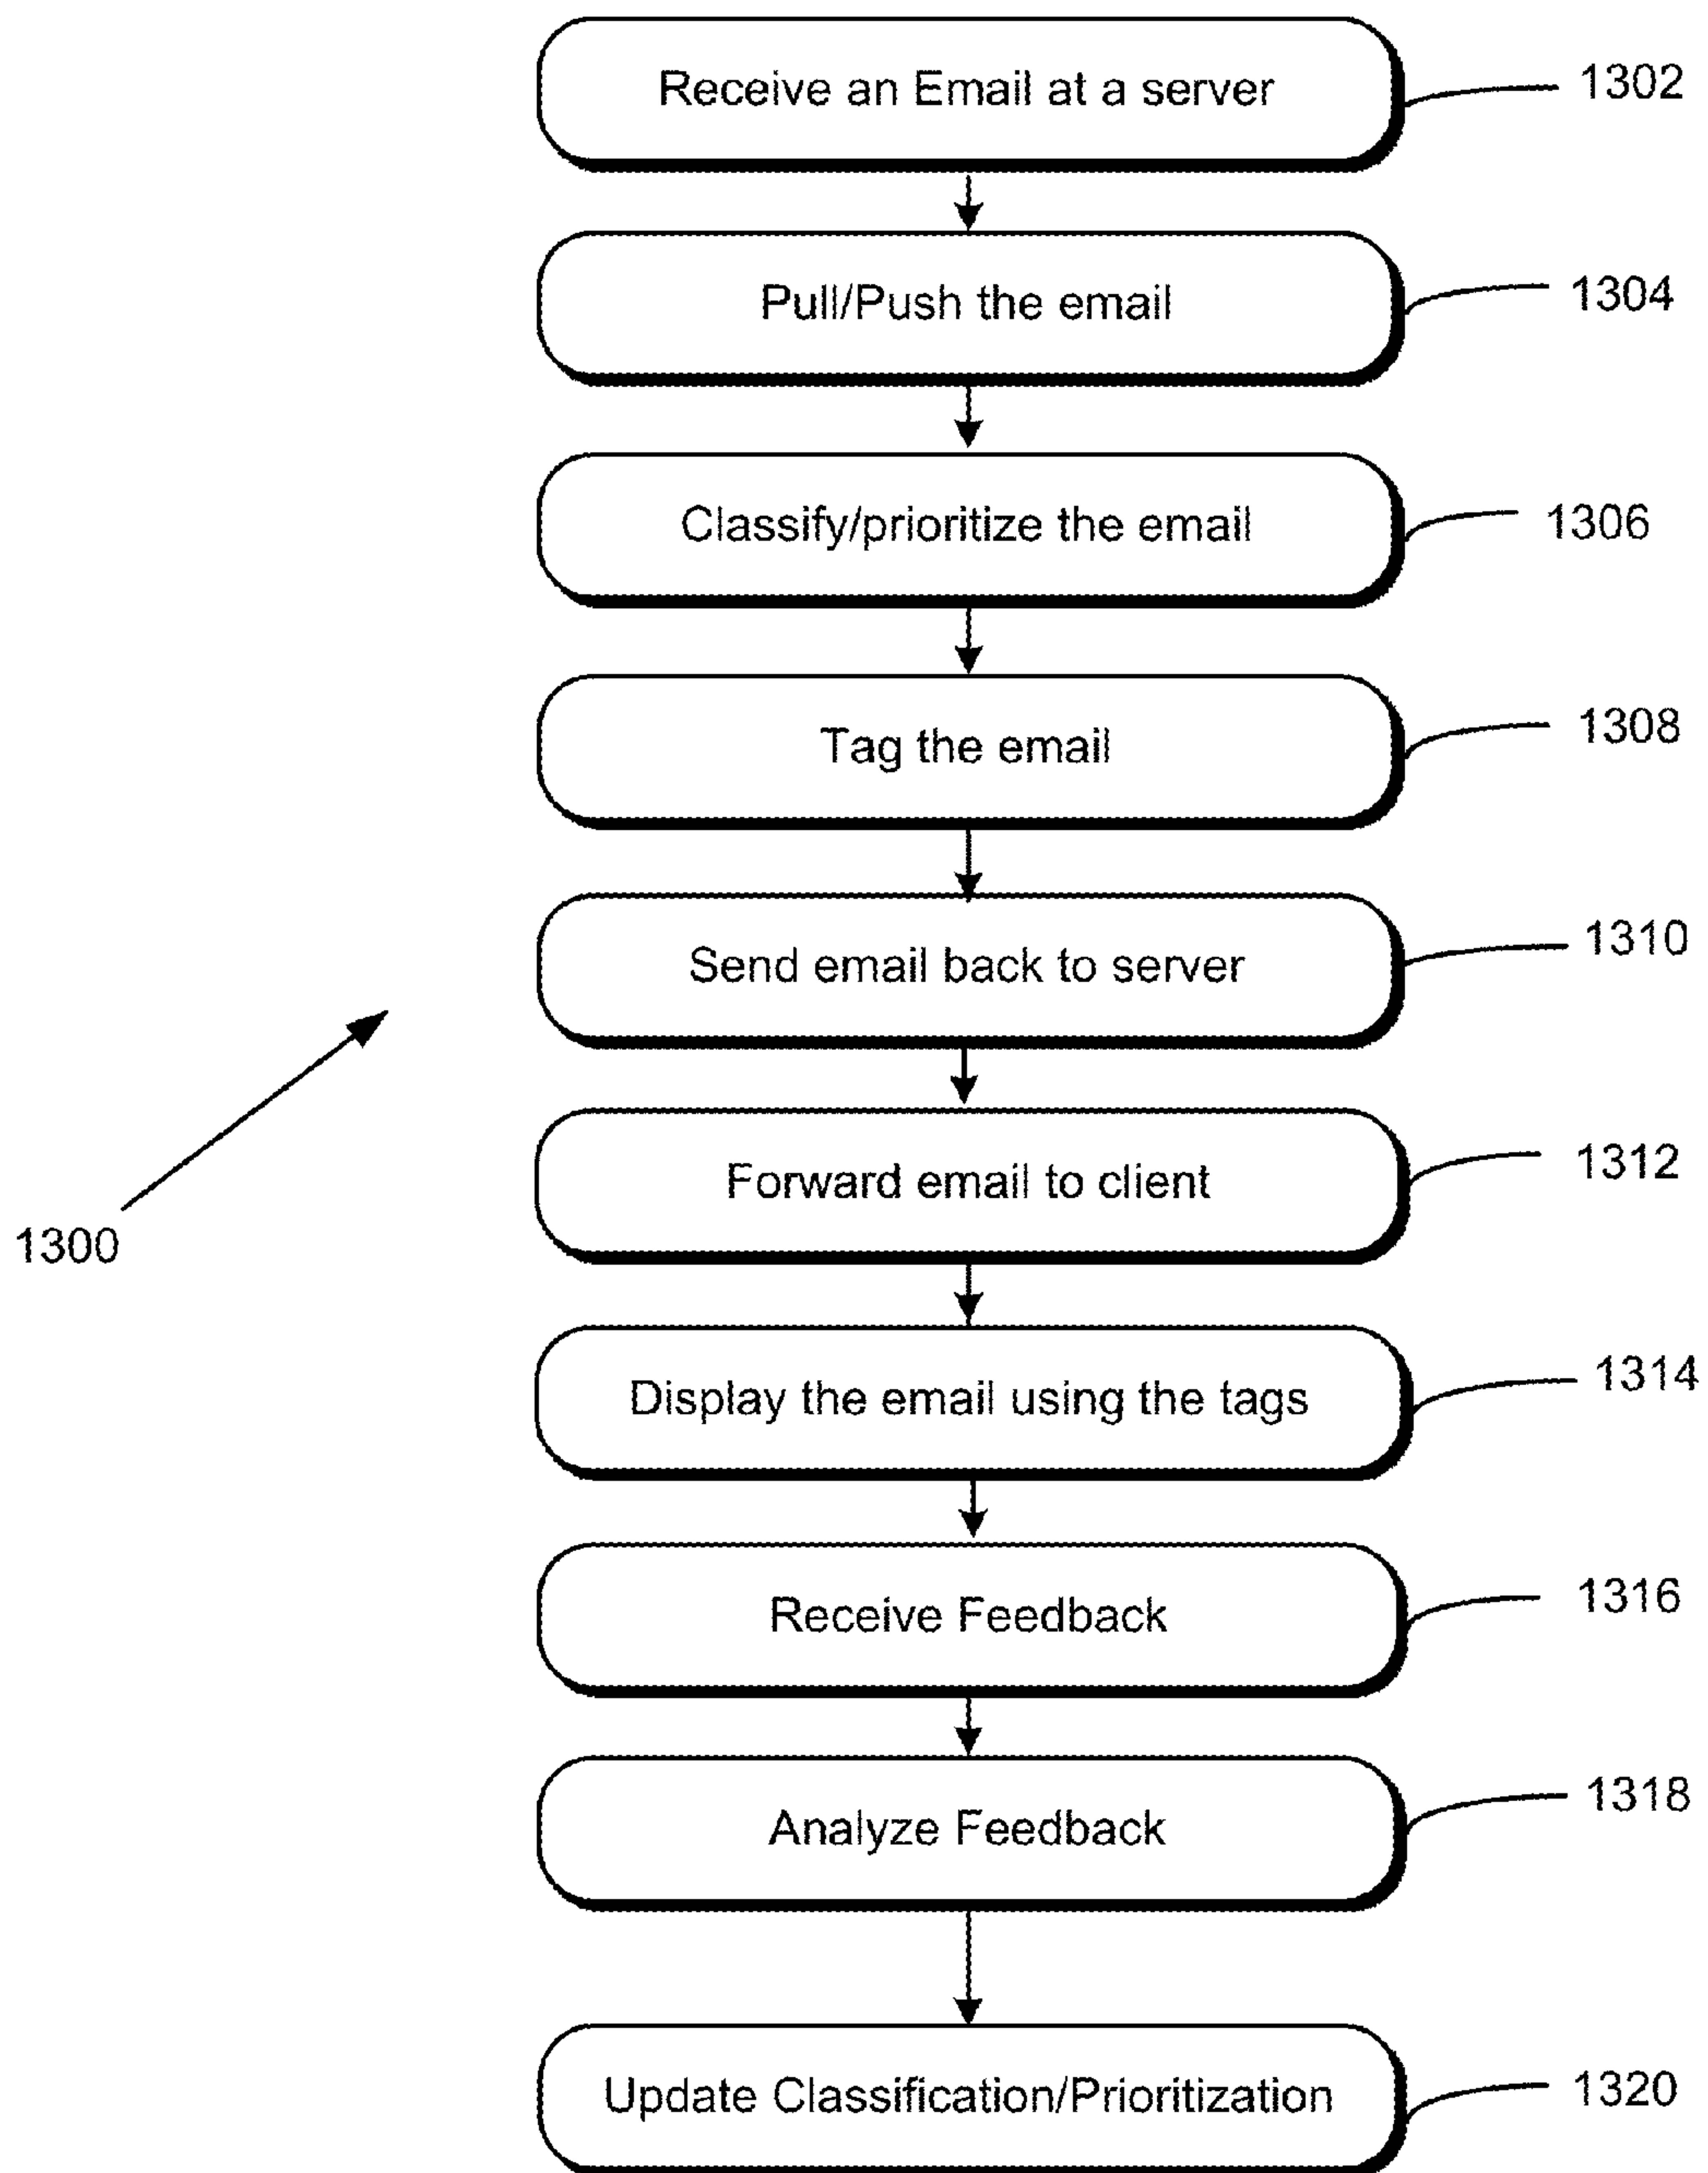 Receive an Email at a server
1302
Pull/Push the email
1304
Classify/prioritize the email
1306
Tag the email
1308
Send email back to server
1310
Forward email to client
1312
1300
Display the email using the tags
1314
Receive Feedback
1316
Analyze Feedback
1318
Update Classification/Prioritization
1320